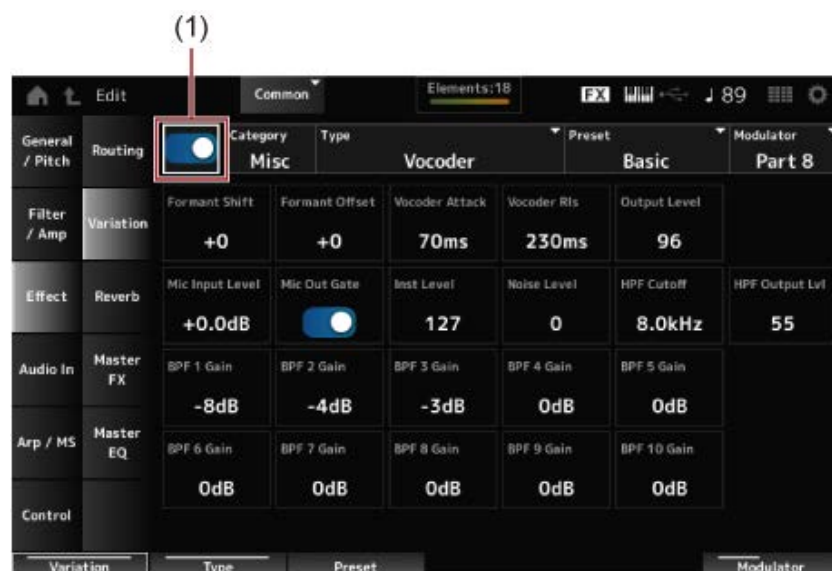 (1)
Edit
Common
Elements:18
FX
89
General / Pitch
Routing
Category
Misc
Type
Vocoder
Preset
Basic
Modulator
Part 8
Filter / Amp
Variation
Formant Shift
+0
Formant Offset
+0
Vocoder Attack
70ms
Vocoder Rls
230ms
Output Level
96
Effect
Reverb
Mic Input Level
+0.0dB
Mic Out Gate
Inst Level
127
Noise Level
0
HPF Cutoff
8.0kHz
HPF Output Lvl
55
Audio In
Master FX
BPF 1 Gain
-8dB
BPF 2 Gain
-4dB
BPF 3 Gain
-3dB
BPF 4 Gain
0dB
BPF 5 Gain
0dB
Arp / MS
Master EQ
BPF 6 Gain
0dB
BPF 7 Gain
0dB
BPF 8 Gain
0dB
BPF 9 Gain
0dB
BPF 10 Gain
0dB
Control
Variation
Type
Preset
Modulator